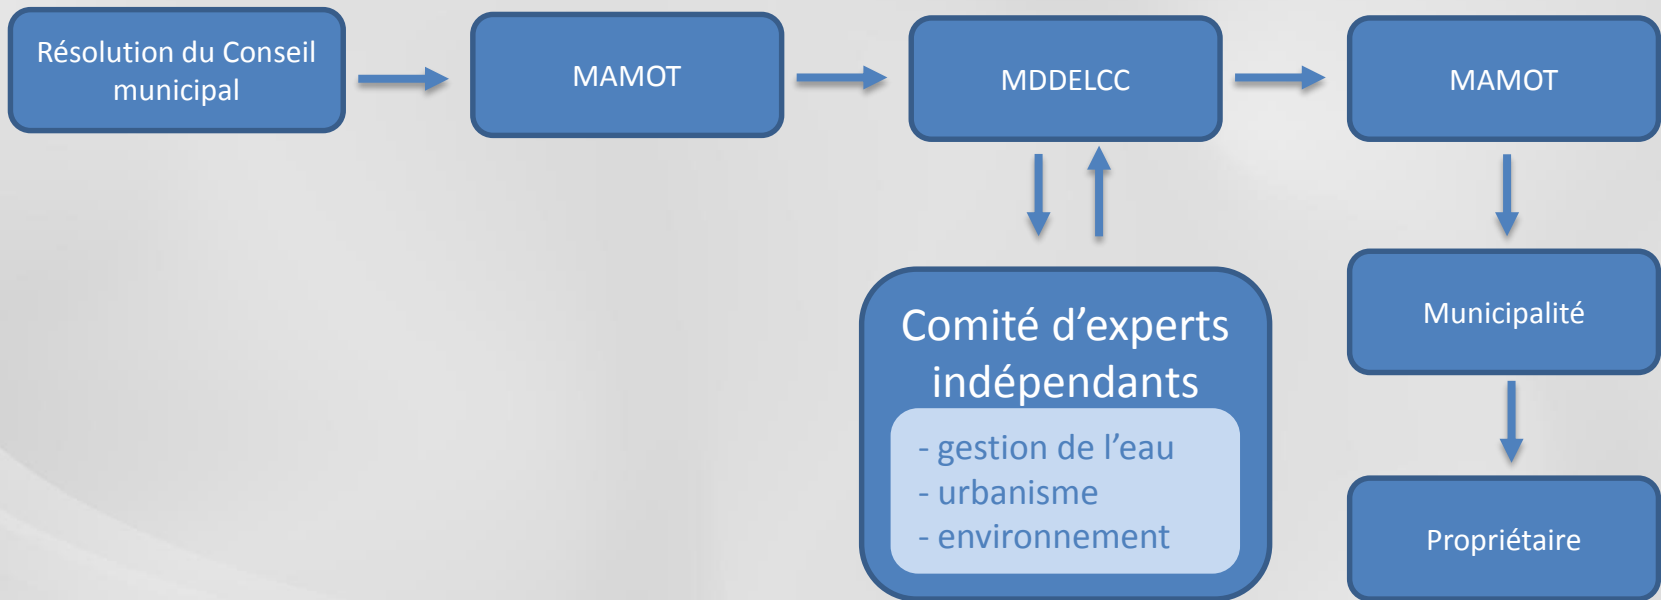 Résolution du Conseil
municipal
MAMOT
MDDELCC
MAMOT
Comité d’experts
indépendants
- gestion de l’eau
- urbanisme
- environnement
Municipalité
Propriétaire